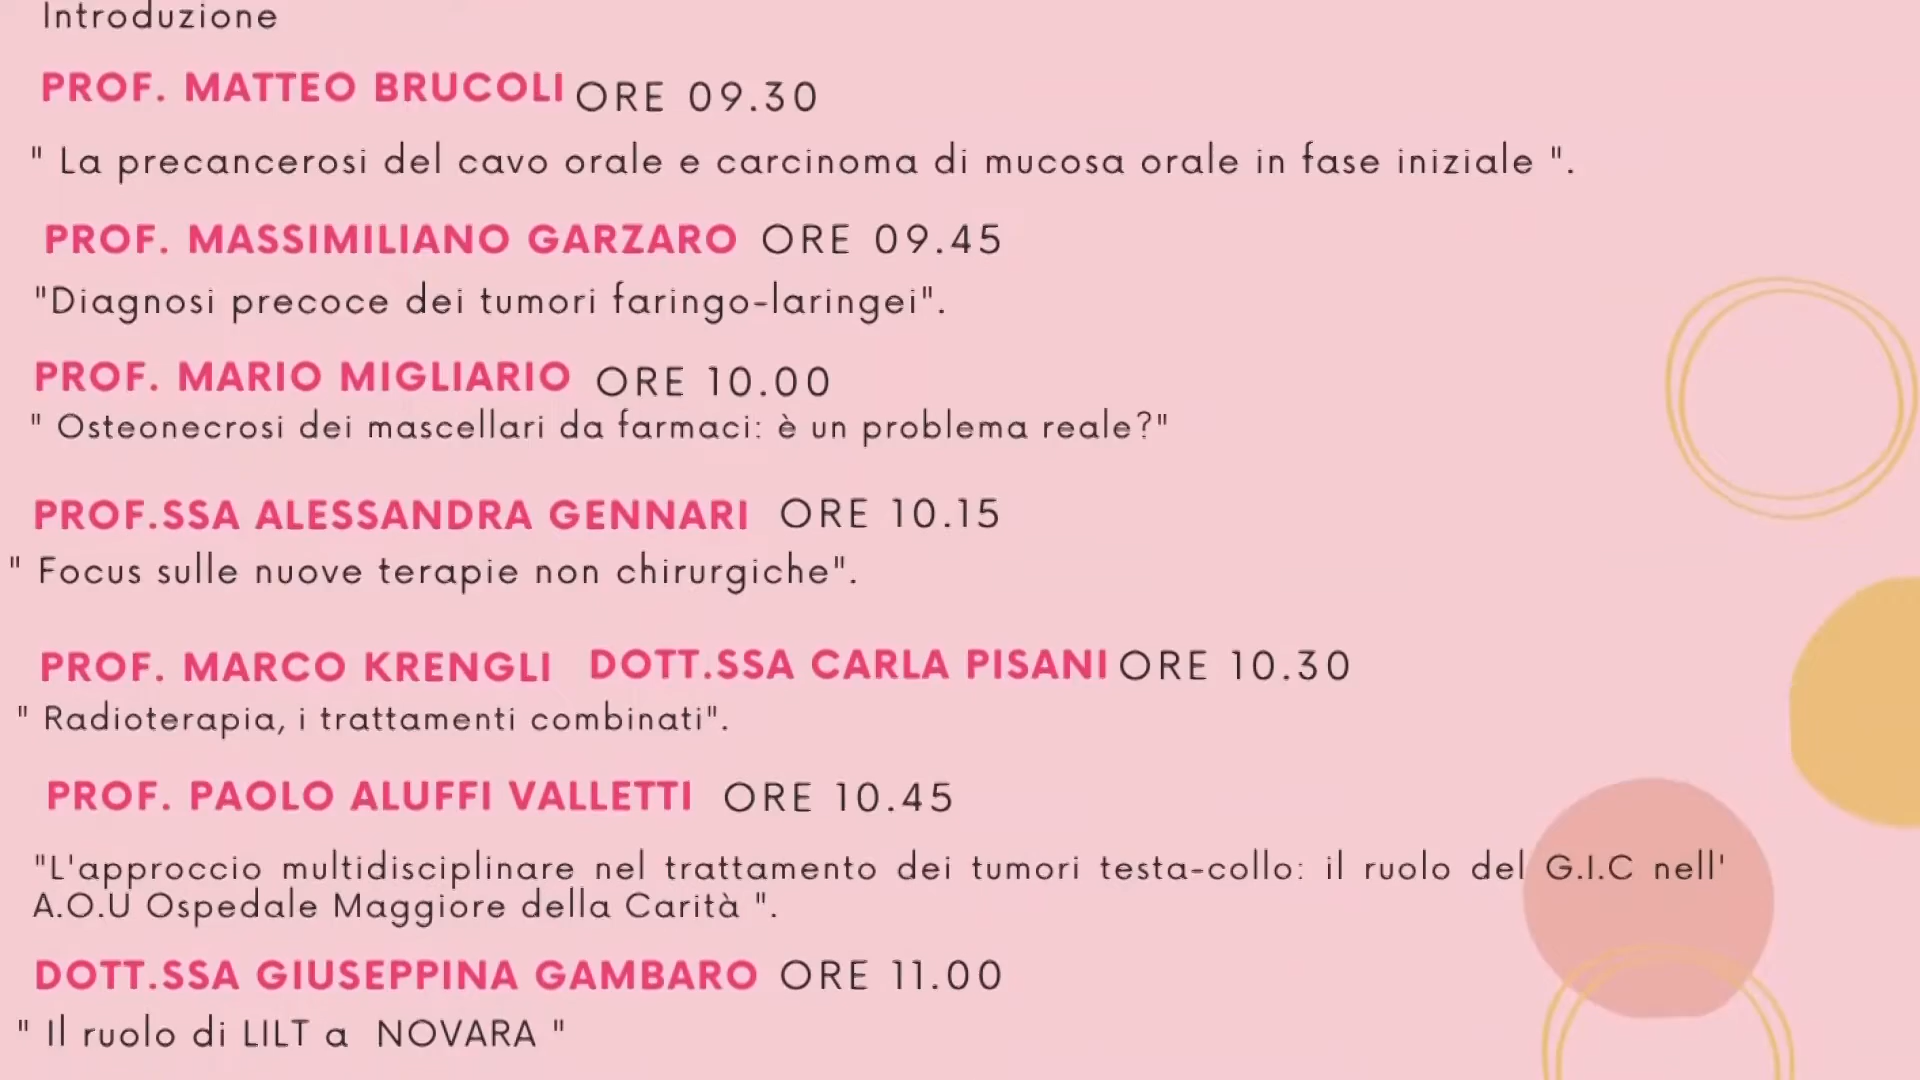 Introduzione
PROF. MATTEO BRUCOLI ORE 09.30
" La precancerosi del cavo orale e carcinoma di mucosa orale in fase iniziale ".
PROF. MASSIMILIANO GARZARO ORE 09.45
"Diagnosi precoce dei tumori faringo-laringei".
PROF. MARIO MIGLIARIO ORE 10.00
" Osteonecrosi dei mascellari da farmaci: è un problema reale?"
PROF.SSA ALESSANDRA GENNARI ORE 10.15
" Focus sulle nuove terapie non chirurgiche".
PROF. MARCO KRENGLI DOTT.SSA CARLA PISANI ORE 10.30
" Radioterapia, i trattamenti combinati".
PROF. PAOLO ALUFFI VALLETTI ORE 10.45
"L'approccio multidisciplinare nel trattamento dei tumori testa-collo: il ruolo del G.I.C nell'
A.O.U Ospedale Maggiore della Carità ".
DOTT.SSA GIUSEPPINA GAMBARO ORE 11.00
" Il ruolo di LILT a NOVARA "